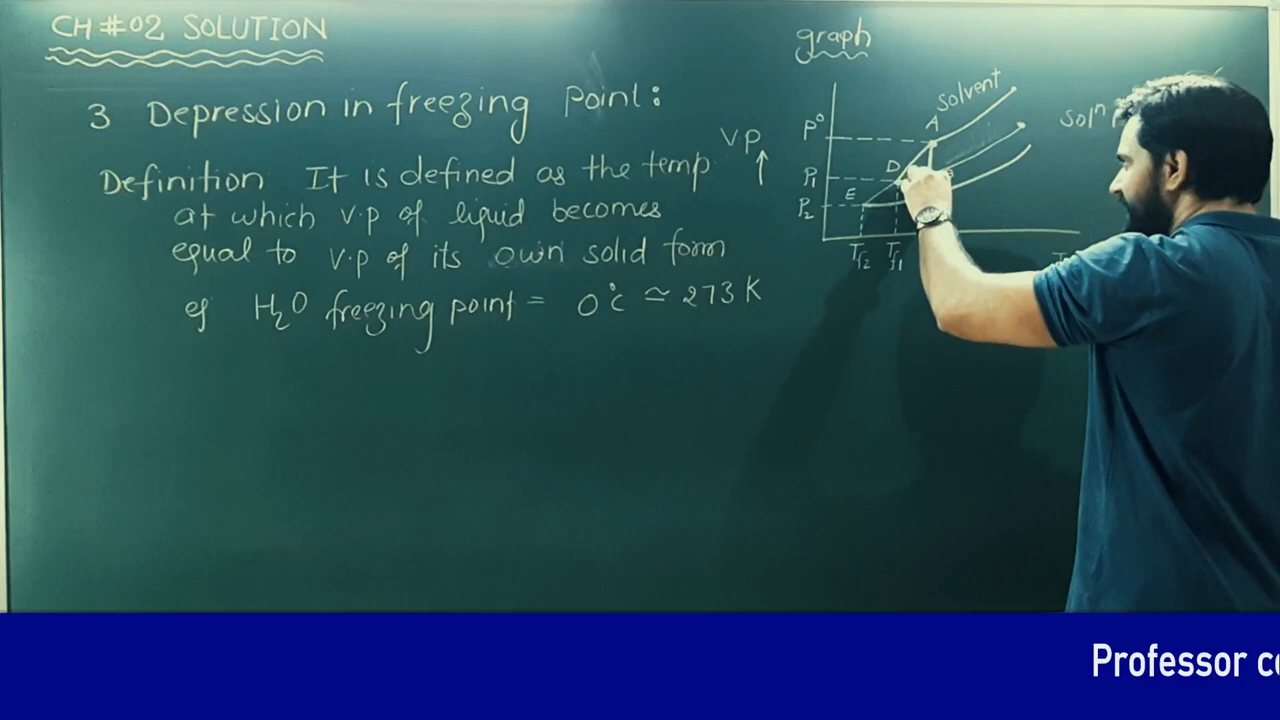 CH #02 SOLUTION
3 Depression in freezing point:
Definition It is defined as the temp
at which v.p of liquid becomes
equal to v.p of its own solid form
eg H2O freezing point = 0°c ≃ 273 K
graph
VP ↑
solvent
soln
P°
A
P1
D
B
P2
E
Tf2 Tf1
Professor